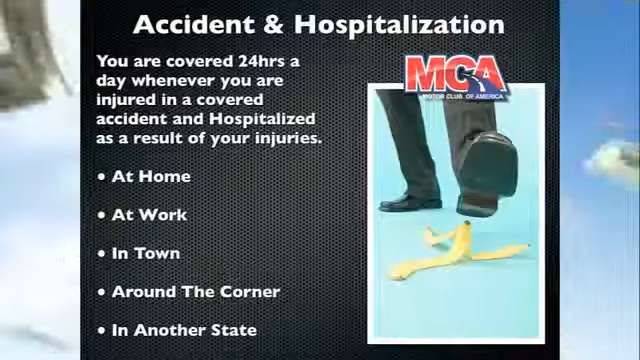 Accident & Hospitalization
You are covered 24hrs a
day whenever you are
injured in a covered
accident and Hospitalized
as a result of your injuries.
• At Home
• At Work
• In Town
• Around The Corner
• In Another State
MCA
MOTOR CLUB OF AMERICA